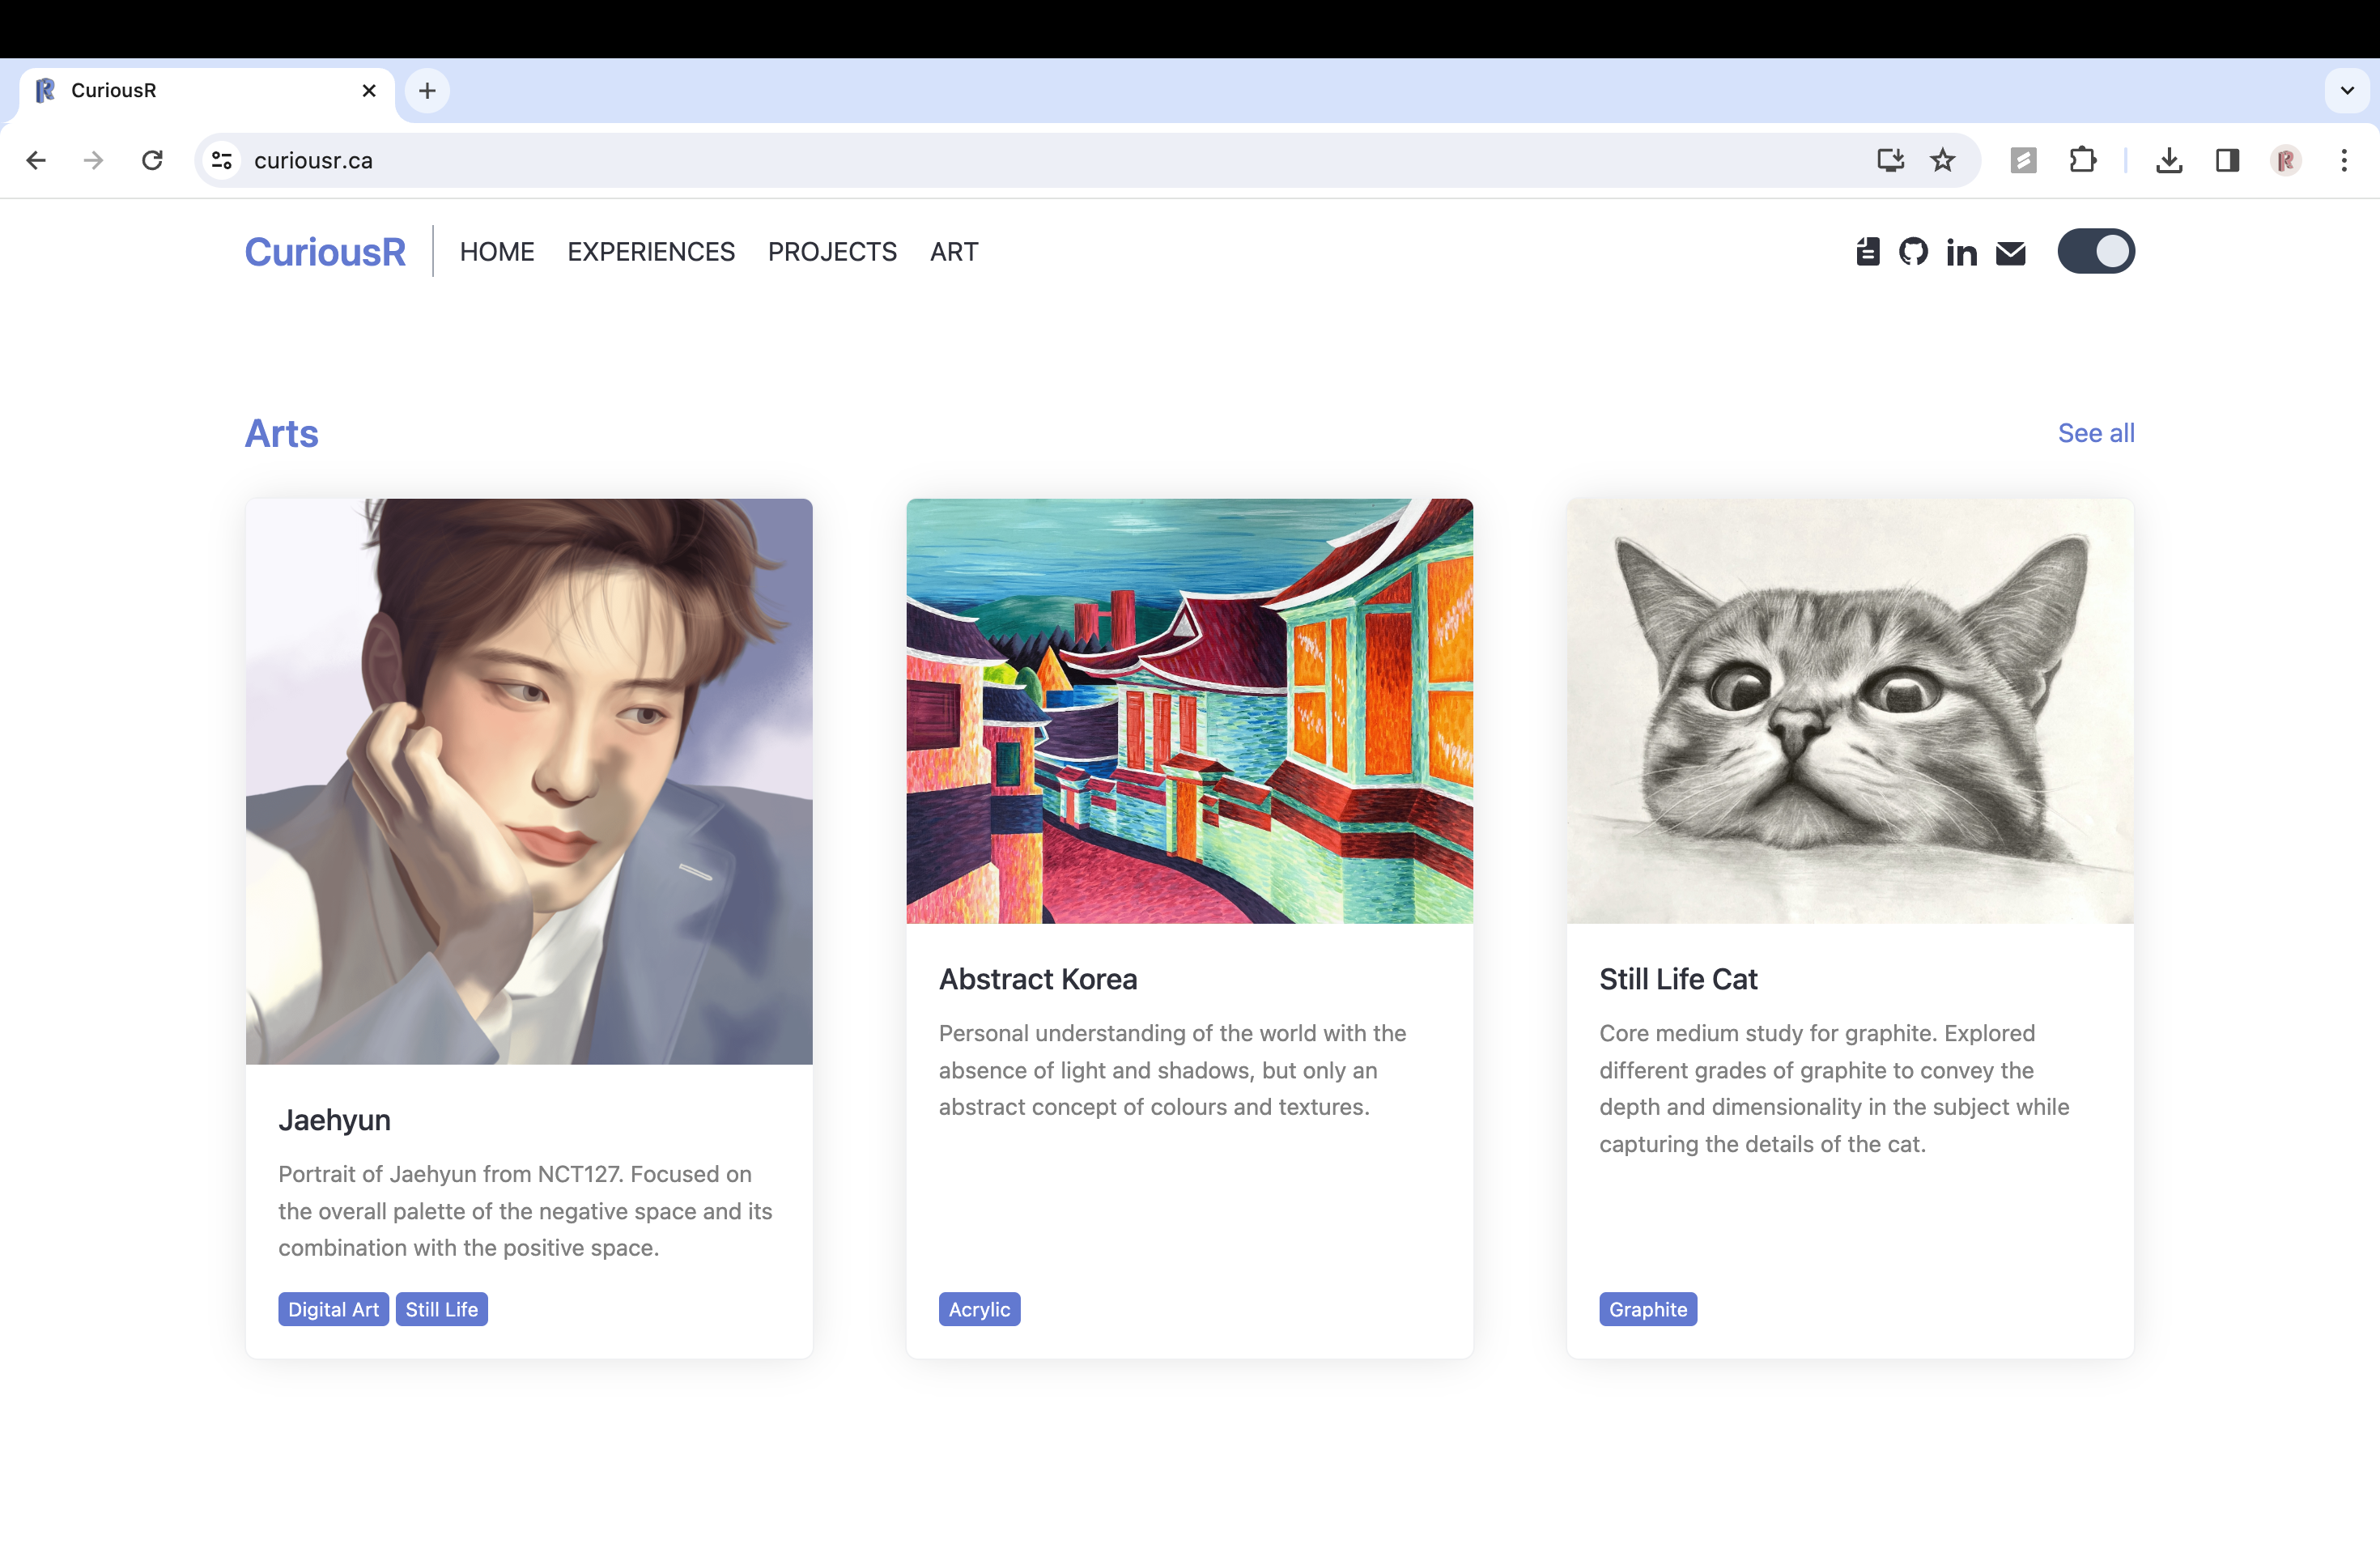 CuriousR
curiousr.ca
CuriousR
HOME EXPERIENCES PROJECTS ART
Arts
See all
Jaehyun
Portrait of Jaehyun from NCT127. Focused on
the overall palette of the negative space and its
combination with the positive space.
Digital Art Still Life
Abstract Korea
Personal understanding of the world with the
absence of light and shadows, but only an
abstract concept of colours and textures.
Acrylic
Still Life Cat
Core medium study for graphite. Explored
different grades of graphite to convey the
depth and dimensionality in the subject while
capturing the details of the cat.
Graphite